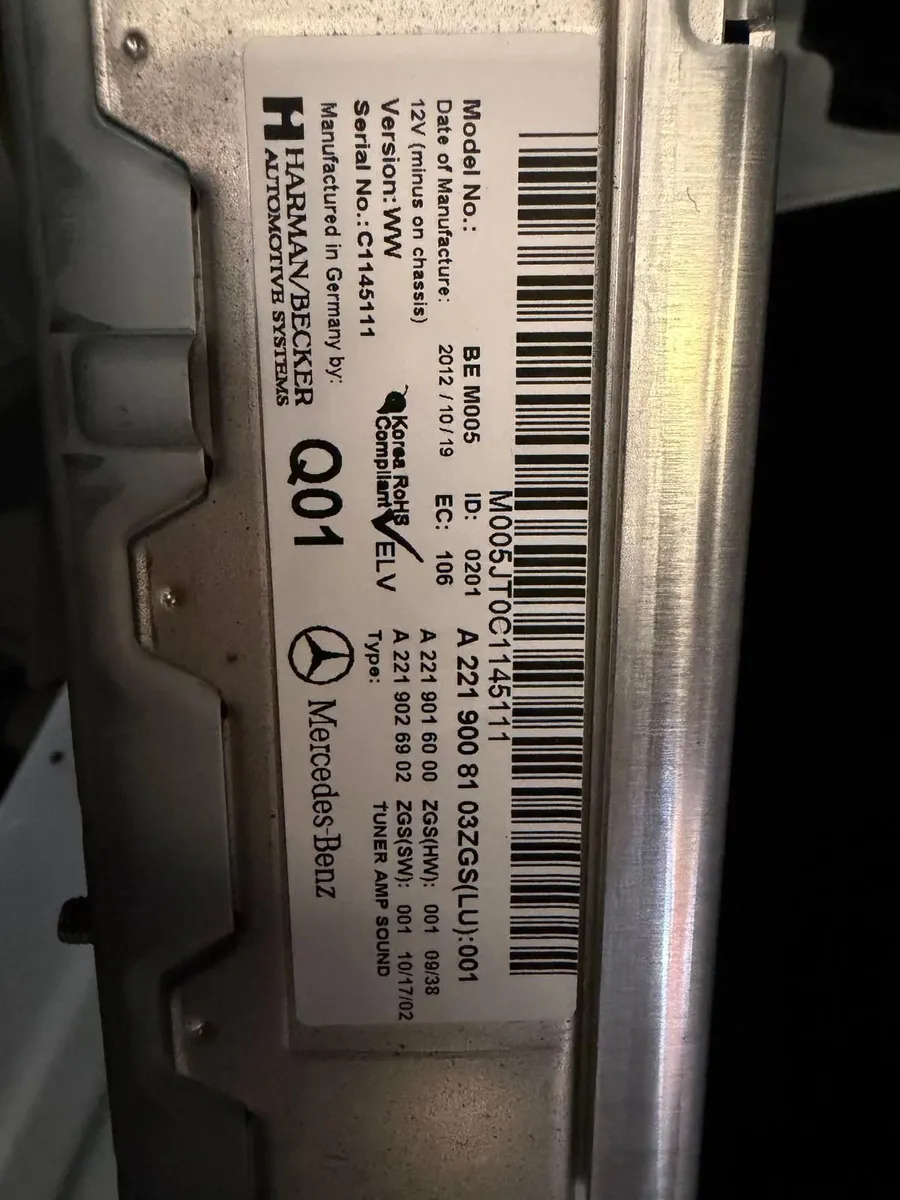 M005JT0C1145111
Model No.: BE M005 ID: 0201 A 221 900 81 03ZGS(LU):001
Date of Manufacture: 2012 / 10 / 19 EC: 106 A 221 901 60 00 ZGS(HW): 001 09/38
12V (minus on chassis) A 221 902 69 02 ZGS(SW): 001 10/17/02
Version: WW Korea RoHS Compliant ELV Type: TUNER AMP SOUND
Serial No.: C1145111
Manufactured in Germany by:
HARMAN/BECKER
AUTOMOTIVE SYSTEMS
Q01
Mercedes-Benz